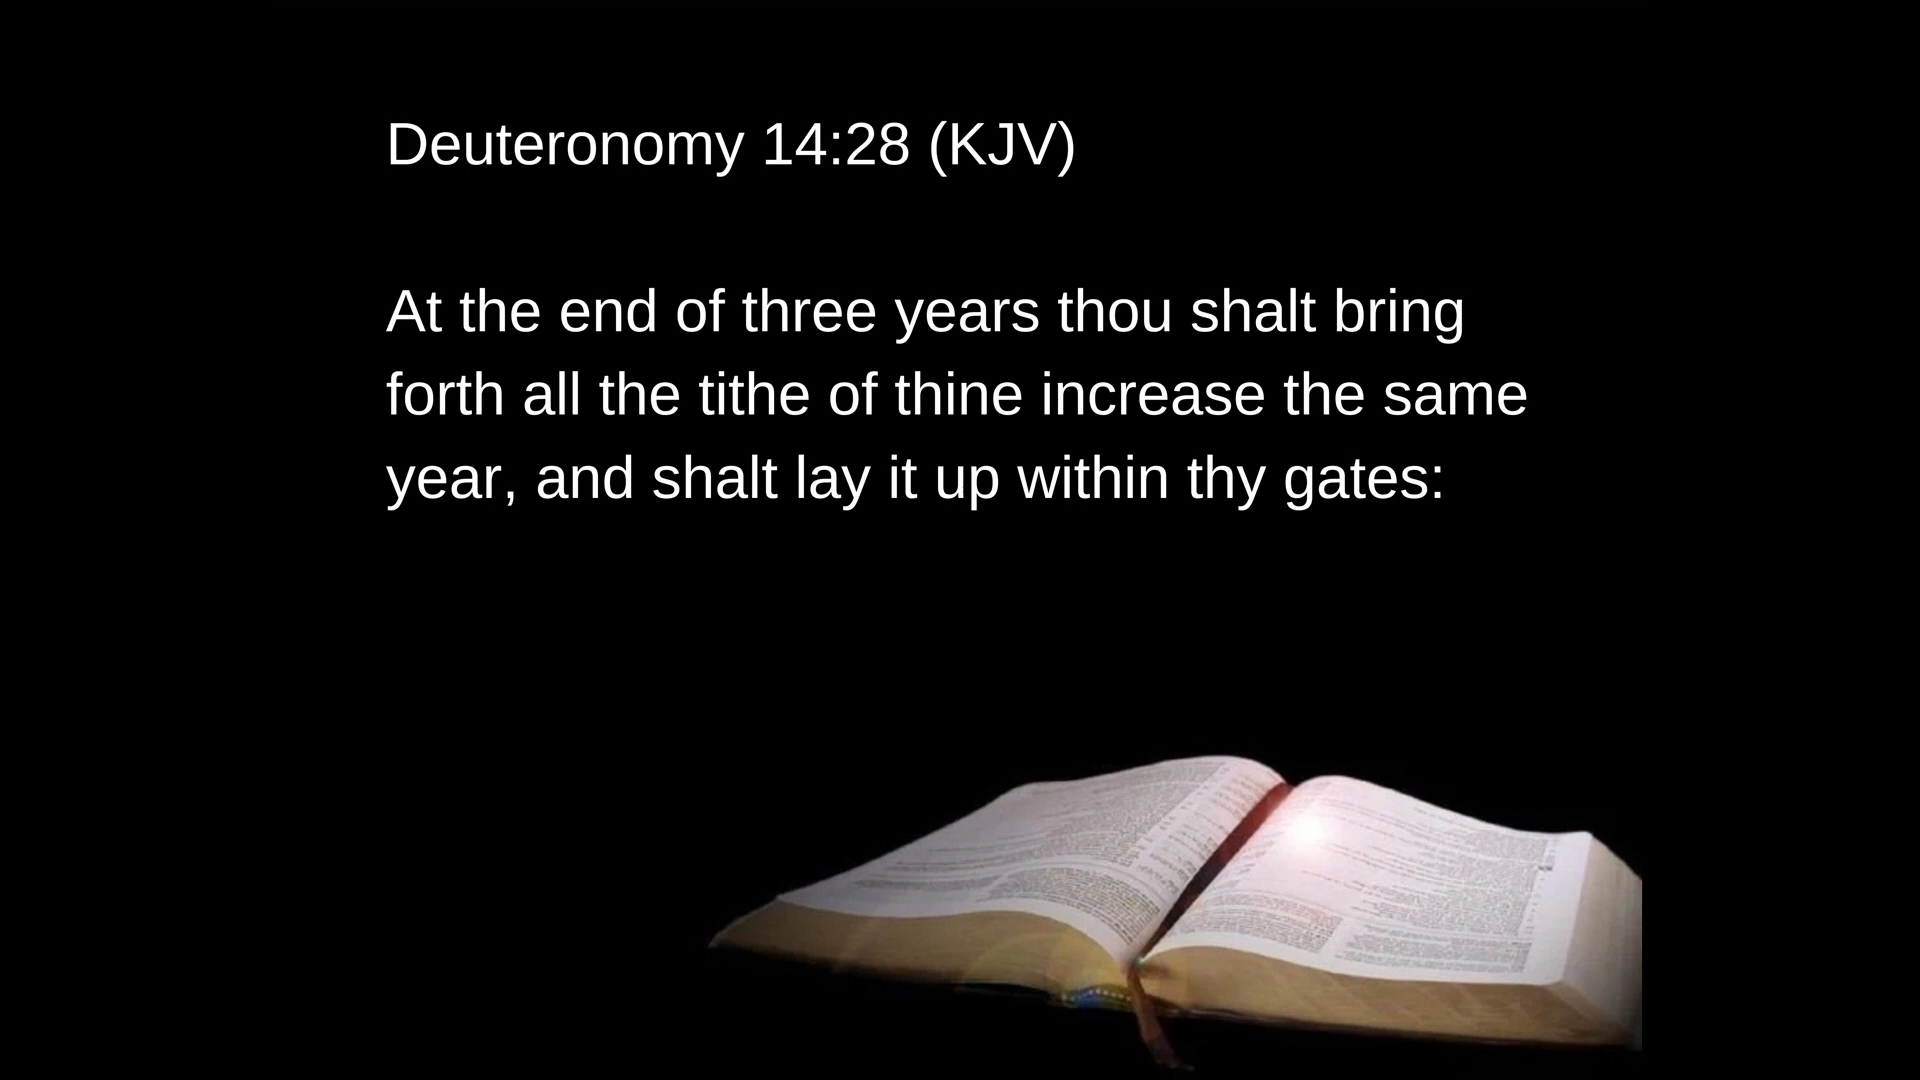 Deuteronomy 14:28 (KJV)
At the end of three years thou shalt bring
forth all the tithe of thine increase the same
year, and shalt lay it up within thy gates: